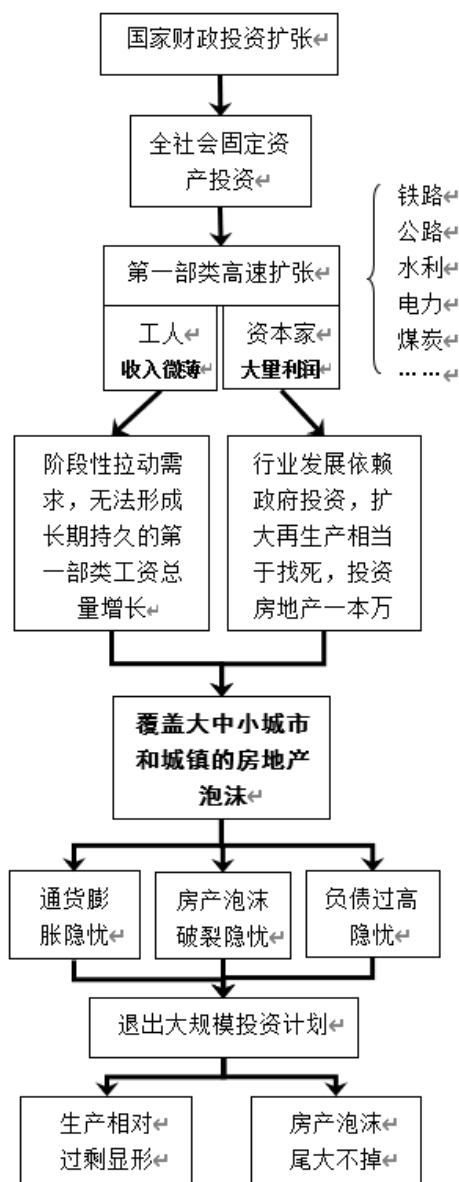 国家财政投资扩张↵
全社会固定资
产投资↵
第一部类高速扩张↵
铁路↵
公路↵
水利↵
电力↵
煤炭↵
……↵
工人↵
收入微薄↵
资本家↵
大量利润↵
阶段性拉动需
求，无法形成
长期持久的第
一部类工资总
量增长↵
行业发展依赖
政府投资，扩
大再生产相当
于找死，投资
房地产一本万
覆盖大中小城市
和城镇的房地产
泡沫↵
通货膨
胀隐忧↵
房产泡沫
破裂隐忧↵
负债过高
隐忧↵
退出大规模投资计划↵
生产相对↵
过剩显形↵
房产泡沫↵
尾大不掉↵